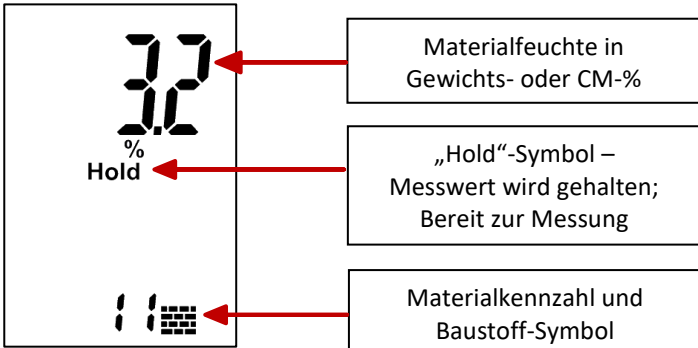 3.2
%
Hold
11
Materialfeuchte in
Gewichts- oder CM-%
„Hold“-Symbol –
Messwert wird gehalten;
Bereit zur Messung
Materialkennzahl und
Baustoff-Symbol